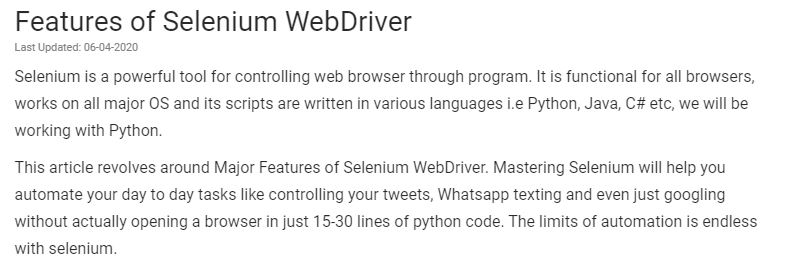 Features of Selenium WebDriver
Last Updated: 06-04-2020
Selenium is a powerful tool for controlling web browser through program. It is functional for all browsers,
works on all major OS and its scripts are written in various languages i.e Python, Java, C# etc, we will be
working with Python.
This article revolves around Major Features of Selenium WebDriver. Mastering Selenium will help you
automate your day to day tasks like controlling your tweets, Whatsapp texting and even just googling
without actually opening a browser in just 15-30 lines of python code. The limits of automation is endless
with selenium.